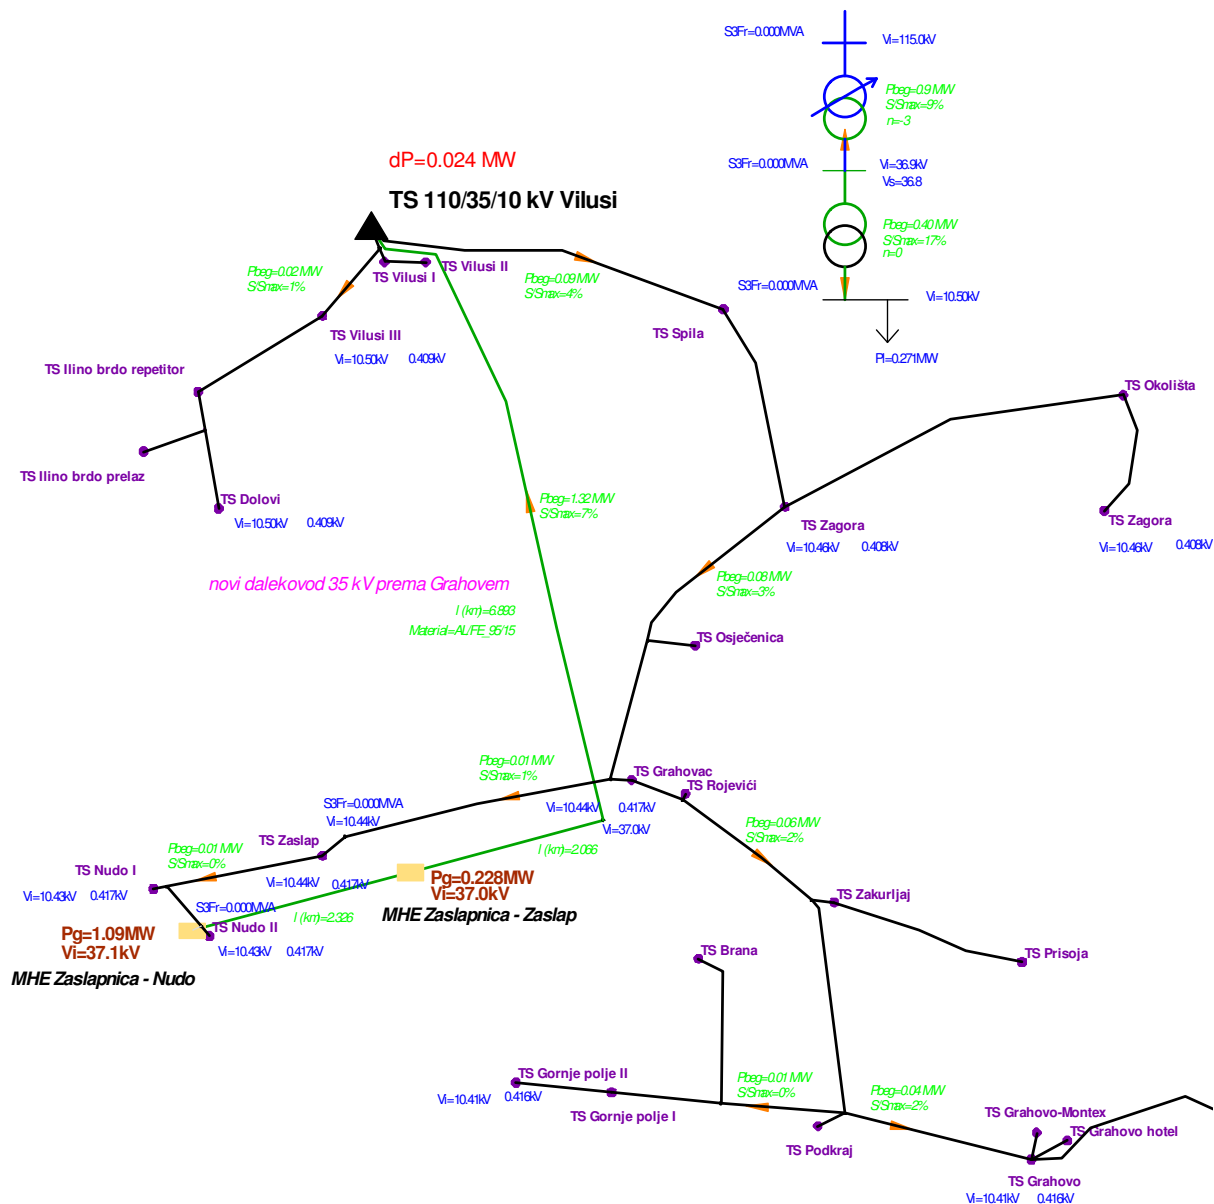 S3Fr=0.000MVA
Vi=115.0kV
Pbeg=0.9 MW
S/Smax=9%
n=-3
S3Fr=0.000MVA
Vi=36.9kV
Vs=36.8
Pbeg=0.40 MW
S/Smax=17%
n=0
S3Fr=0.000MVA
Vi=10.50kV
Pl=0.271MW
dP=0.024 MW
TS 110/35/10 kV Vilusi
TS Vilusi I
TS Vilusi II
Pbeg=0.02 MW
S/Smax=1%
Pbeg=0.09 MW
S/Smax=4%
TS Vilusi III
Vi=10.50kV 0.409kV
TS Spila
TS Ilino brdo repetitor
TS Okolišta
TS Ilino brdo prelaz
TS Dolovi
Vi=10.50kV 0.409kV
Pbeg=1.32 MW
S/Smax=7%
TS Zagora
Vi=10.46kV 0.408kV
TS Zagora
Vi=10.46kV 0.408kV
novi dalekovod 35 kV prema Grahovem
l (km)=6.893
Material=AL/FE_95/15
Pbeg=0.08 MW
S/Smax=3%
TS Osječenica
Pbeg=0.01 MW
S/Smax=1%
TS Grahovac
TS Rojevići
Vi=10.44kV 0.417kV
Vi=37.0kV
S3Fr=0.000MVA
Vi=10.44kV
TS Zaslap
Vi=10.44kV 0.417kV
l (km)=2.066
Pbeg=0.06 MW
S/Smax=2%
Pbeg=0.01 MW
S/Smax=0%
TS Nudo I
Vi=10.43kV 0.417kV
Pg=0.228MW
Vi=37.0kV
MHE Zaslapnica - Zaslap
TS Zakurljaj
S3Fr=0.000MVA
l (km)=2.326
TS Nudo II
Vi=10.43kV 0.417kV
Pg=1.09MW
Vi=37.1kV
MHE Zaslapnica - Nudo
TS Brana
TS Prisoja
TS Gornje polje II
Vi=10.41kV 0.416kV
TS Gornje polje I
Pbeg=0.01 MW
S/Smax=0%
Pbeg=0.04 MW
S/Smax=2%
TS Podkraj
TS Grahovo-Montex
TS Grahovo hotel
TS Grahovo
Vi=10.41kV 0.416kV